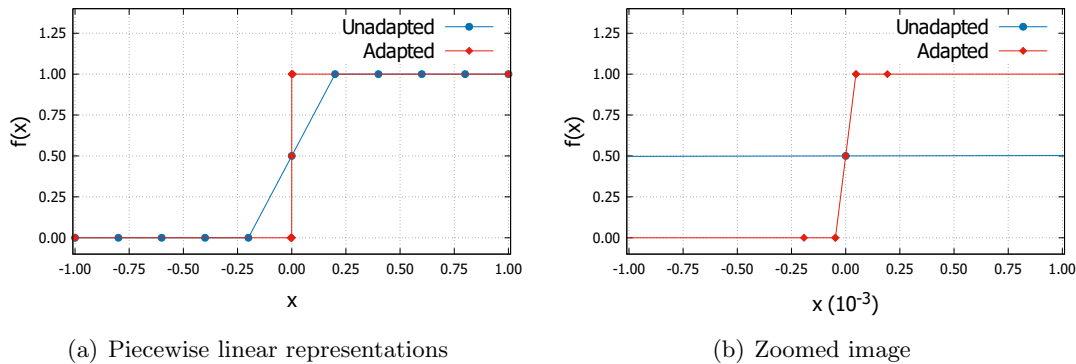 Unadapted
Adapted
1.25
1.00
0.75
0.50
0.25
0.00
f(x)
-1.00 -0.75 -0.50 -0.25 0.00 0.25 0.50 0.75 1.00
x
(a) Piecewise linear representations
Unadapted
Adapted
1.25
1.00
0.75
0.50
0.25
0.00
f(x)
-1.00 -0.75 -0.50 -0.25 0.00 0.25 0.50 0.75 1.00
x (10⁻³)
(b) Zoomed image